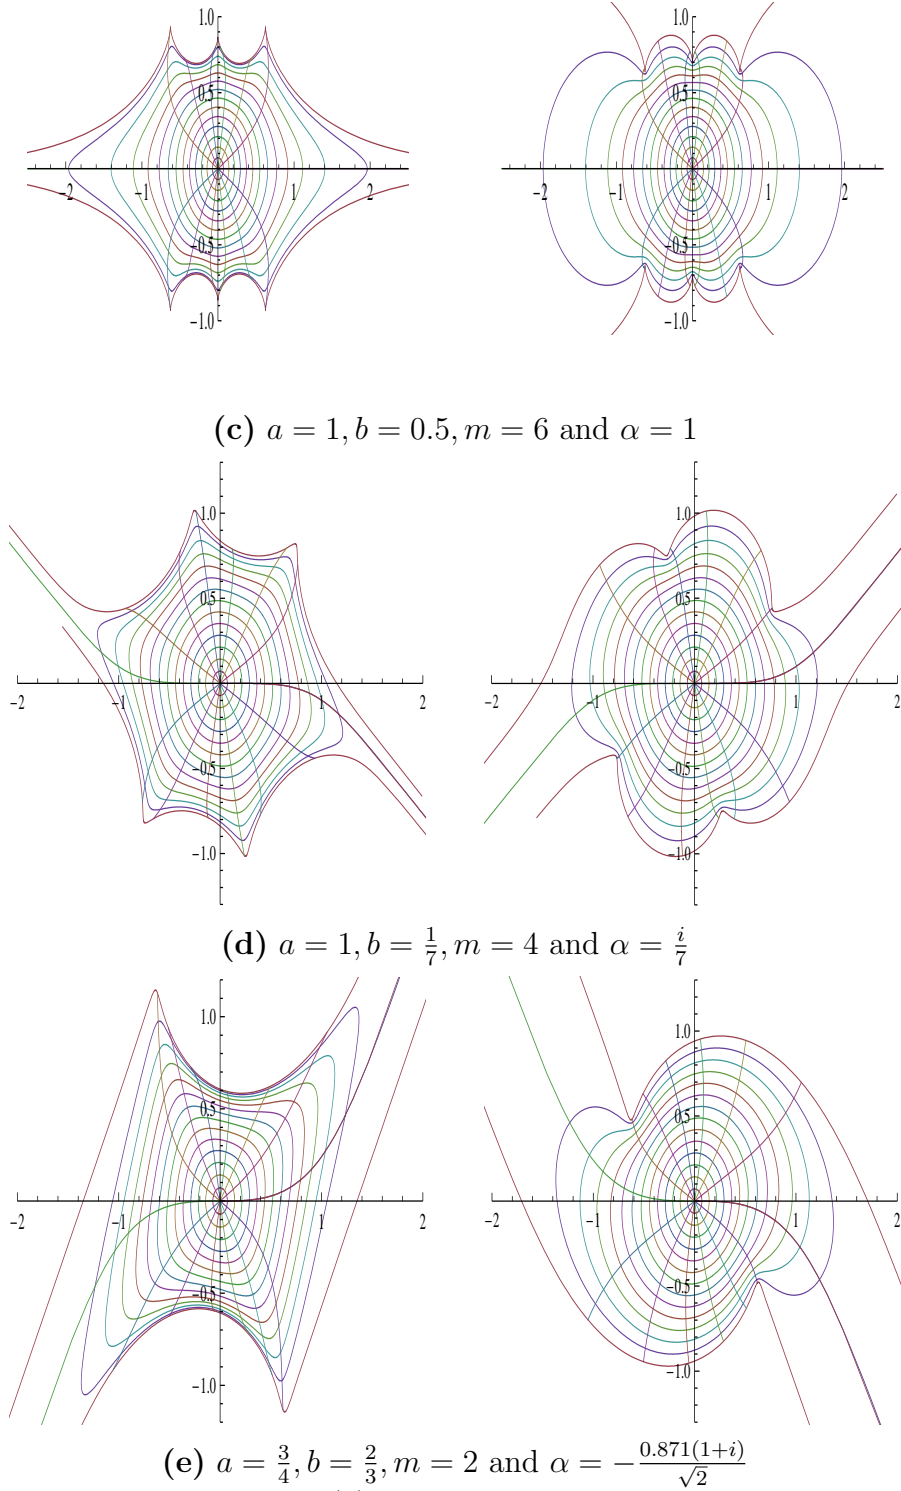 1.0 1.0
0.5 0.5
-2 -1 1 2 -2 -1 1 2
-0.5 -0.5
-1.0 -1.0
(c) a = 1, b = 0.5, m = 6 and α = 1
1.0 1.0
0.5 0.5
-2 -1 1 2 -2 -1 1 2
-0.5 -0.5
-1.0 -1.0
(d) a = 1, b = 1/7, m = 4 and α = i/7
1.0 1.0
0.5 0.5
-2 -1 1 2 -2 -1 1 2
-0.5 -0.5
-1.0 -1.0
(e) a = 3/4, b = 2/3, m = 2 and α = −0.871(1+i)/√2